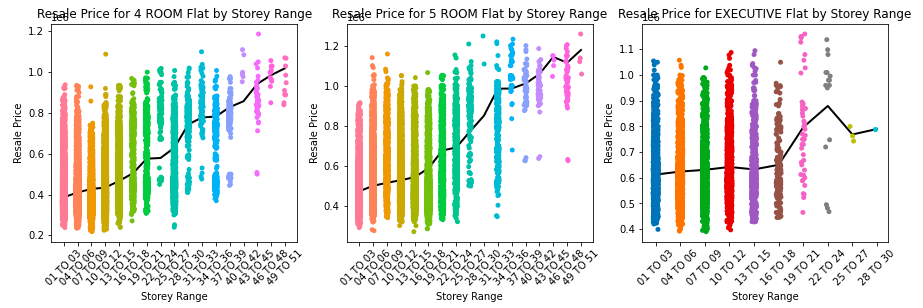 Resale Price for 4 ROOM Flat by Storey Range
1e6
Resale Price
1.2
1.0
0.8
0.6
0.4
0.2
01 TO 03
04 TO 06
07 TO 09
10 TO 12
13 TO 15
16 TO 18
19 TO 21
22 TO 24
25 TO 27
28 TO 30
31 TO 33
34 TO 36
37 TO 39
40 TO 42
43 TO 45
46 TO 48
49 TO 51
Storey Range
Resale Price for 5 ROOM Flat by Storey Range
1e6
Resale Price
1.2
1.0
0.8
0.6
0.4
01 TO 03
04 TO 06
07 TO 09
10 TO 12
13 TO 15
16 TO 18
19 TO 21
22 TO 24
25 TO 27
28 TO 30
31 TO 33
34 TO 36
37 TO 39
40 TO 42
43 TO 45
46 TO 48
49 TO 51
Storey Range
Resale Price for EXECUTIVE Flat by Storey Range
1e6
Resale Price
1.1
1.0
0.9
0.8
0.7
0.6
0.5
0.4
01 TO 03
04 TO 06
07 TO 09
10 TO 12
13 TO 15
16 TO 18
19 TO 21
22 TO 24
25 TO 27
28 TO 30
Storey Range